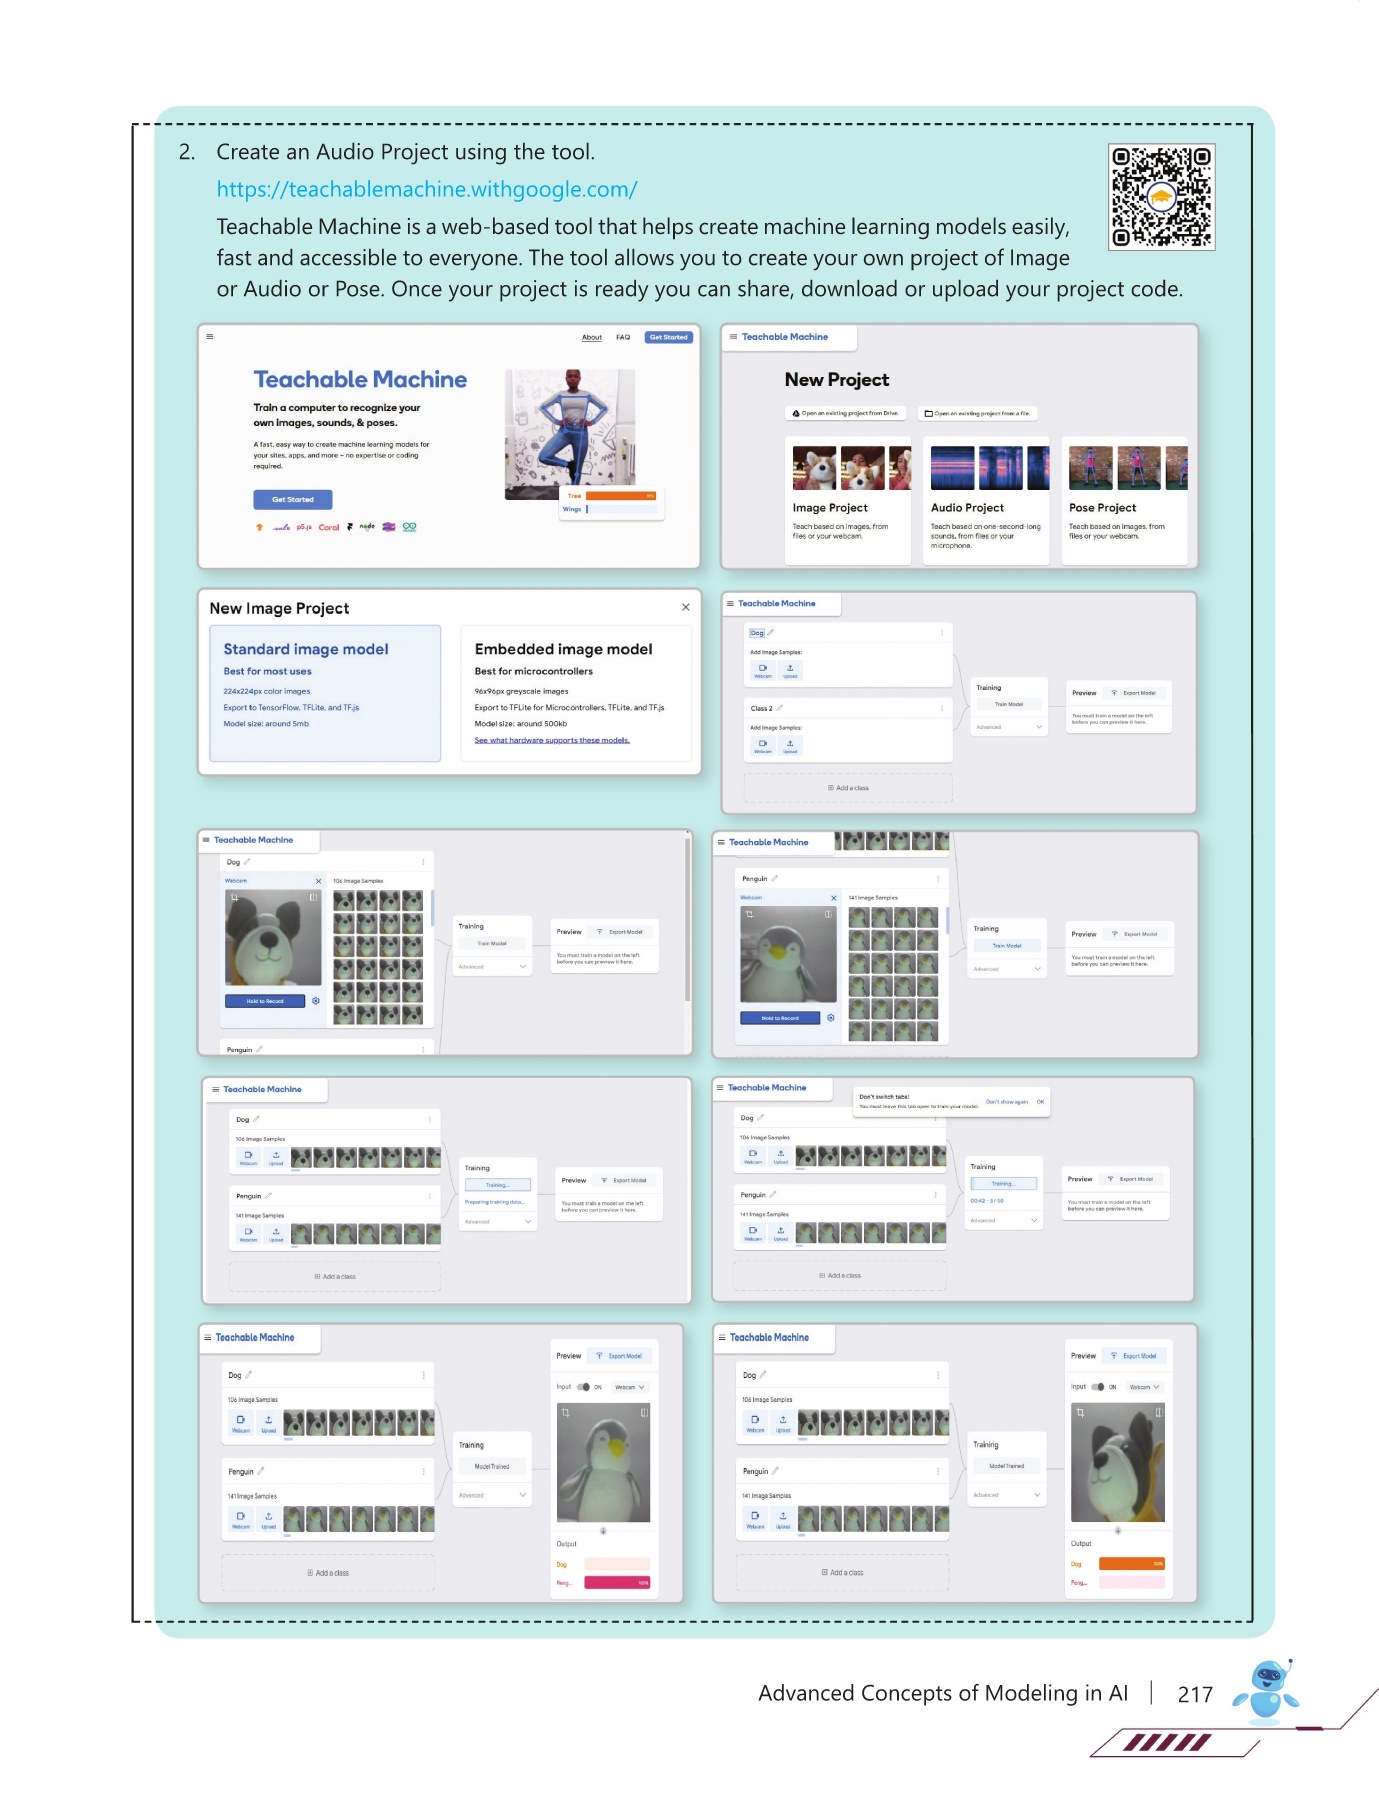 2. Create an Audio Project using the tool.
https://teachablemachine.withgoogle.com/
Teachable Machine is a web-based tool that helps create machine learning models easily,
fast and accessible to everyone. The tool allows you to create your own project of Image
or Audio or Pose. Once your project is ready you can share, download or upload your project code.
About FAQ Get Started
Teachable Machine
Train a computer to recognize your
own images, sounds, & poses.
A fast, easy way to create machine learning models for
your sites, apps, and more – no expertise or coding
required.
Get Started
p5.js Coral node
Tree
Wings
Teachable Machine
New Project
Open an existing project from Drive. Open an existing project from a file.
Image Project Audio Project Pose Project
Teach based on images, from
files or your webcam.
Teach based on one-second-long
sounds, from files or your
microphone.
Teach based on images, from
files or your webcam.
New Image Project
Standard image model
Best for most uses
224x224px color images
Export to TensorFlow, TFLite, and TF.js
Model size: around 5mb
Embedded image model
Best for microcontrollers
96x96px greyscale images
Export to TFLite for Microcontrollers, TFLite, and TF.js
Model size: around 500kb
See what hardware supports these models.
Teachable Machine
Dog
Add Image Samples:
Webcam Upload
Class 2
Add Image Samples:
Webcam Upload
Add a class
Training
Train Model
Advanced
Preview Export Model
You must train a model on the left
before you can preview it here.
Teachable Machine
Dog
Webcam
106 Image Samples
Hold to Record
Penguin
Training
Train Model
Advanced
Preview Export Model
You must train a model on the left
before you can preview it here.
Teachable Machine
Penguin
Webcam
141 Image Samples
Hold to Record
Training
Train Model
Advanced
Preview Export Model
You must train a model on the left
before you can preview it here.
Teachable Machine
Dog
106 Image Samples
Webcam Upload
Penguin
141 Image Samples
Webcam Upload
Add a class
Training
Training...
Preparing training data...
Advanced
Preview Export Model
You must train a model on the left
before you can preview it here.
Teachable Machine
Don't switch tabs!
You must leave this tab open to train your model.
Don't show again OK
Dog
106 Image Samples
Webcam Upload
Penguin
141 Image Samples
Webcam Upload
Add a class
Training
Training...
00:42 - 3 / 50
Advanced
Preview Export Model
You must train a model on the left
before you can preview it here.
Teachable Machine
Dog
106 Image Samples
Webcam Upload
Penguin
141 Image Samples
Webcam Upload
Add a class
Training
Model Trained
Advanced
Preview Export Model
Input ON Webcam
Output
Dog
Peng... 100%
Teachable Machine
Dog
106 Image Samples
Webcam Upload
Penguin
141 Image Samples
Webcam Upload
Add a class
Training
Model Trained
Advanced
Preview Export Model
Input ON Webcam
Output
Dog 100%
Peng...
Advanced Concepts of Modeling in AI 217